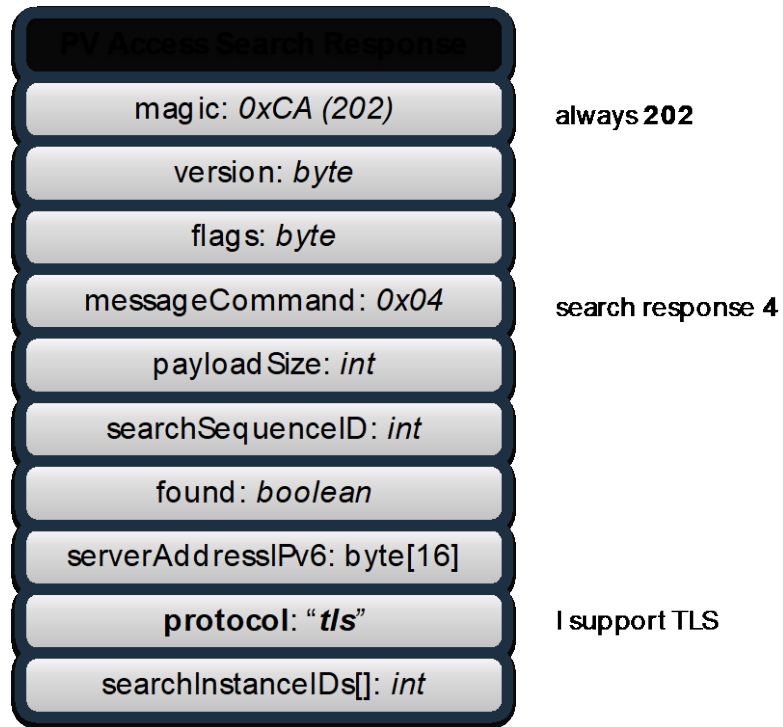 PV Access Search Response
magic: 0xCA (202)
always 202
version: byte
flags: byte
messageCommand: 0x04
search response 4
payloadSize: int
searchSequenceID: int
found: boolean
serverAddressIPv6: byte[16]
protocol: “tls”
I support TLS
searchInstanceIDs[]: int